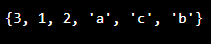 {3, 1, 2, 'a', 'c', 'b'}